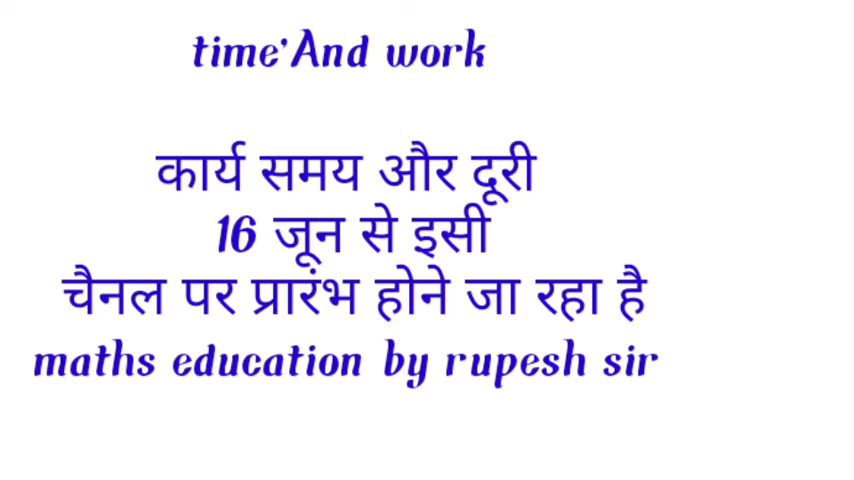 time'And work
कार्य समय और दूरी
16 जून से इसी
चैनल पर प्रारंभ होने जा रहा है
maths education by rupesh sir